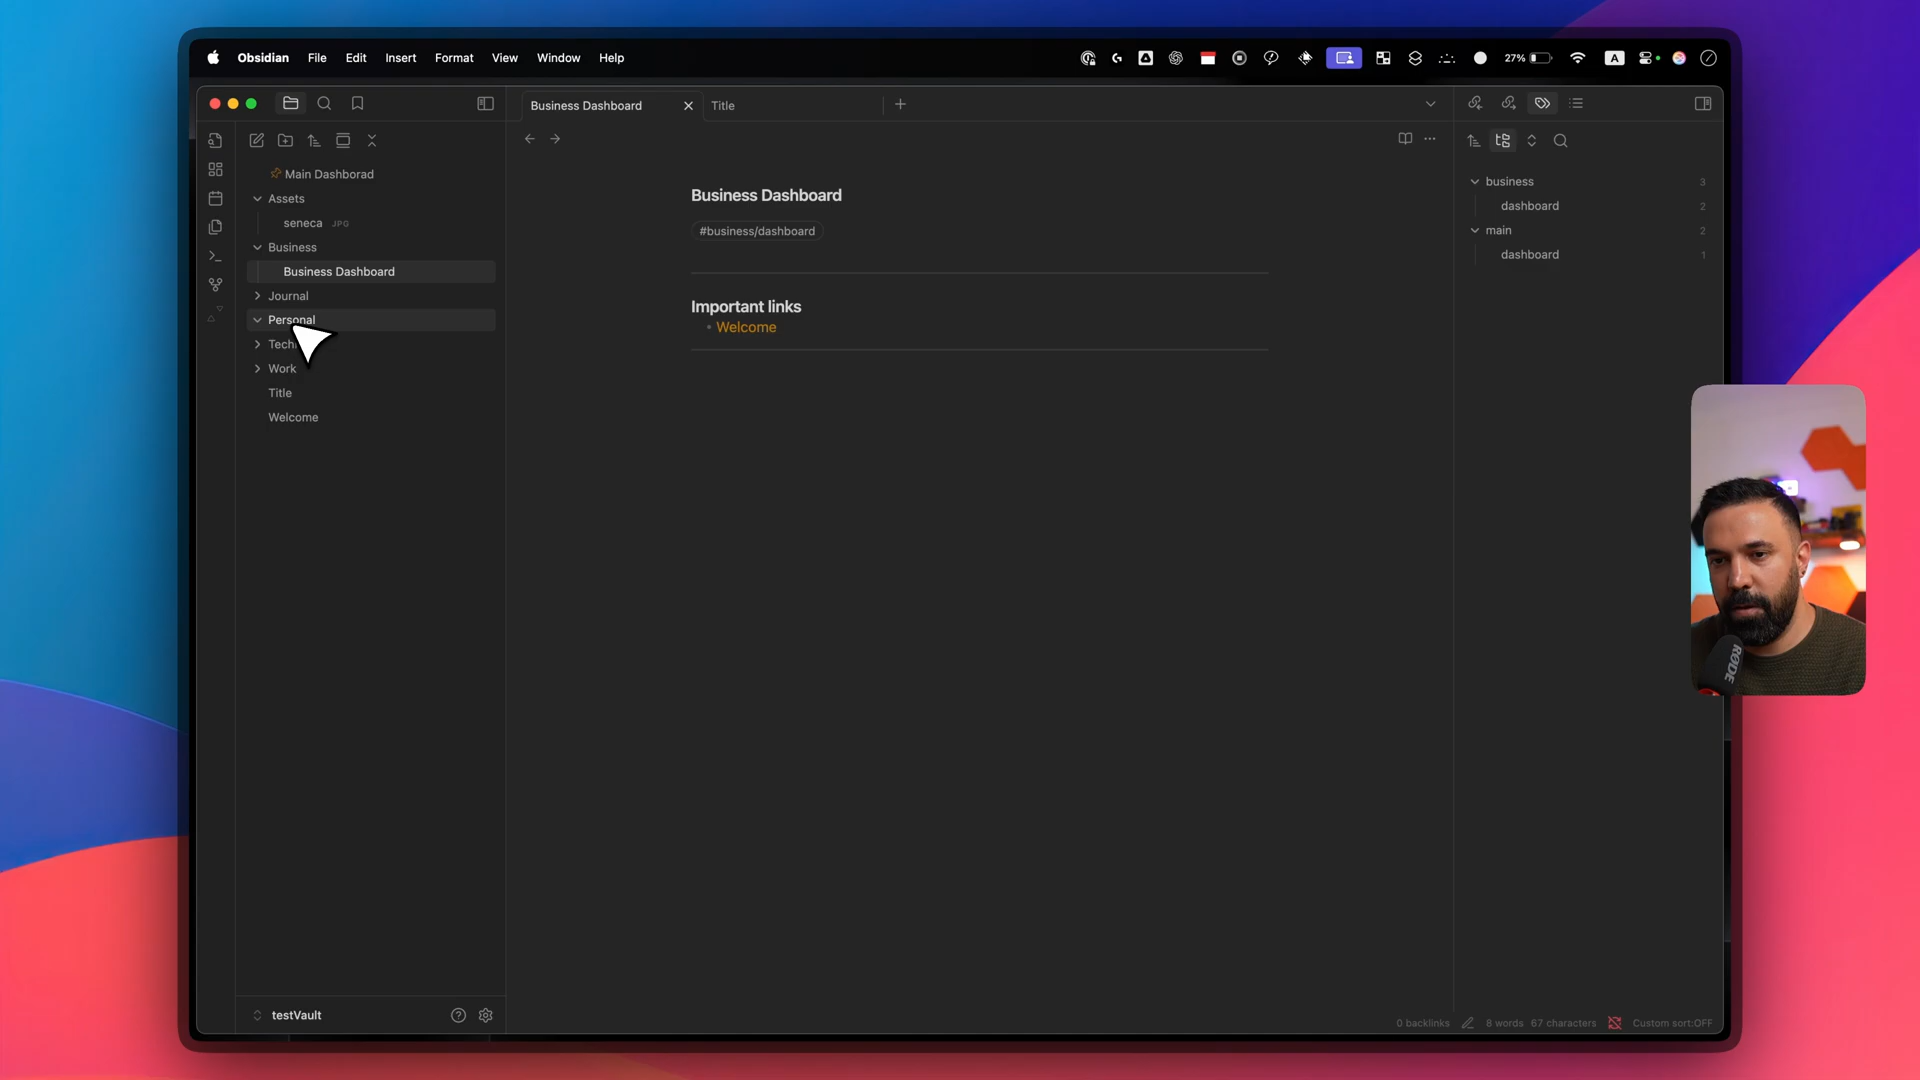 Obsidian File Edit Insert Format View Window Help
27%
A
Business Dashboard
Title
Main Dashborad
Assets
seneca JPG
Business
Business Dashboard
Journal
Personal
Tech
Work
Title
Welcome
testVault
Business Dashboard
#business/dashboard
Important links
• Welcome
business 3
dashboard 2
main 2
dashboard 1
RØDE
0 backlinks 8 words 67 characters Custom sort:OFF